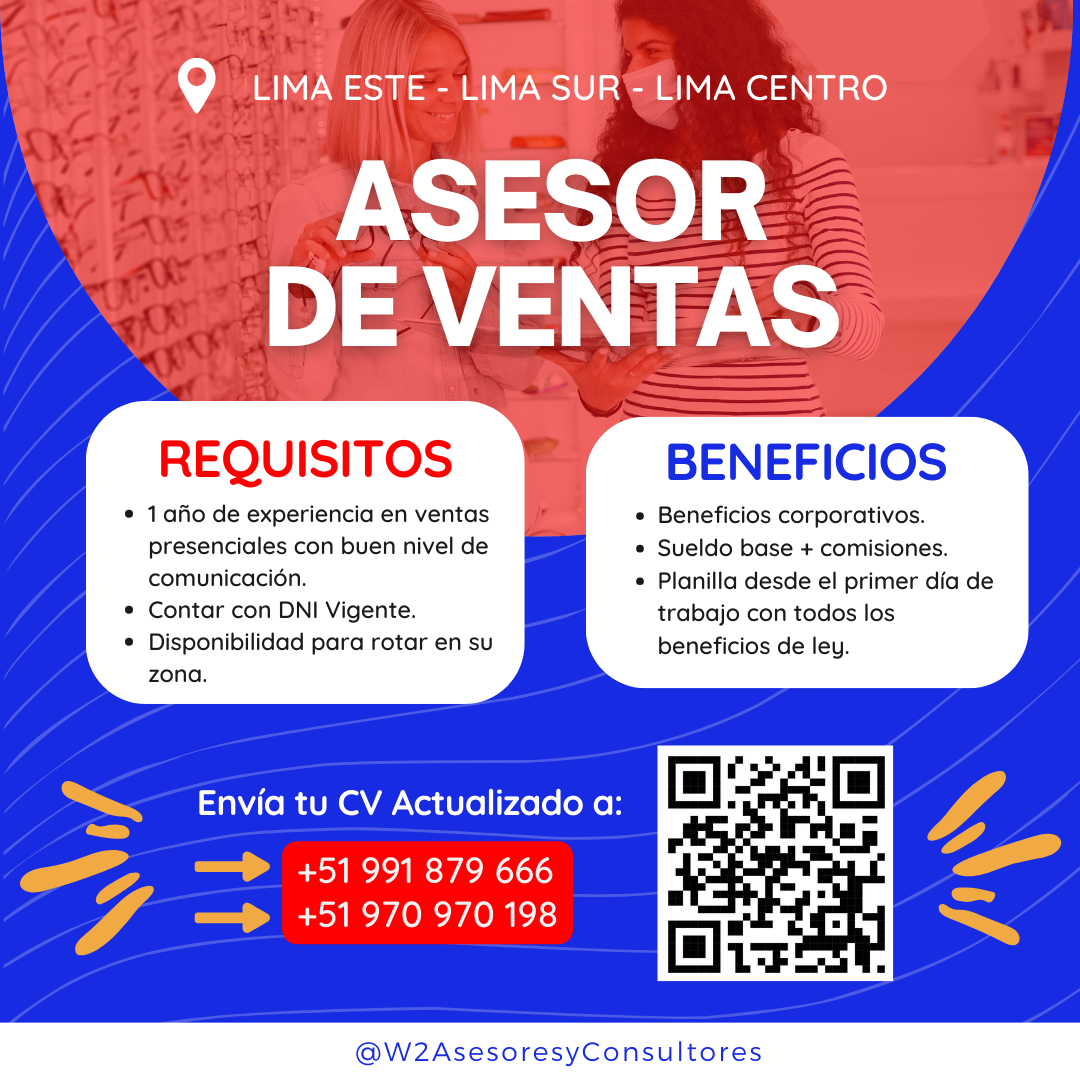 LIMA ESTE - LIMA SUR - LIMA CENTRO
ASESOR
DE VENTAS
REQUISITOS
• 1 año de experiencia en ventas
presenciales con buen nivel de
comunicación.
• Contar con DNI Vigente.
• Disponibilidad para rotar en su
zona.
BENEFICIOS
• Beneficios corporativos.
• Sueldo base + comisiones.
• Planilla desde el primer día de
trabajo con todos los
beneficios de ley.
Envía tu CV Actualizado a:
+51 991 879 666
+51 970 970 198
@W2AsesoresyConsultores